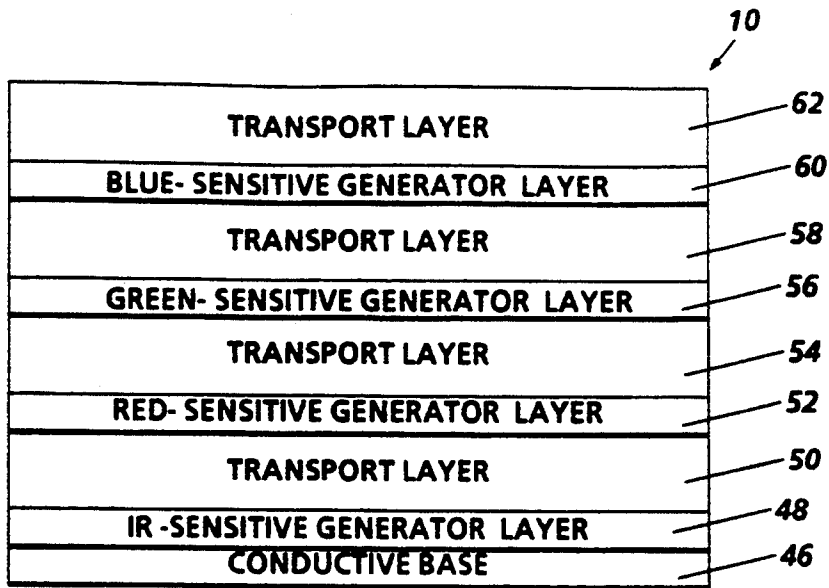 10
TRANSPORT LAYER 62
BLUE- SENSITIVE GENERATOR LAYER 60
TRANSPORT LAYER 58
GREEN- SENSITIVE GENERATOR LAYER 56
TRANSPORT LAYER 54
RED- SENSITIVE GENERATOR LAYER 52
TRANSPORT LAYER 50
IR -SENSITIVE GENERATOR LAYER 48
CONDUCTIVE BASE 46